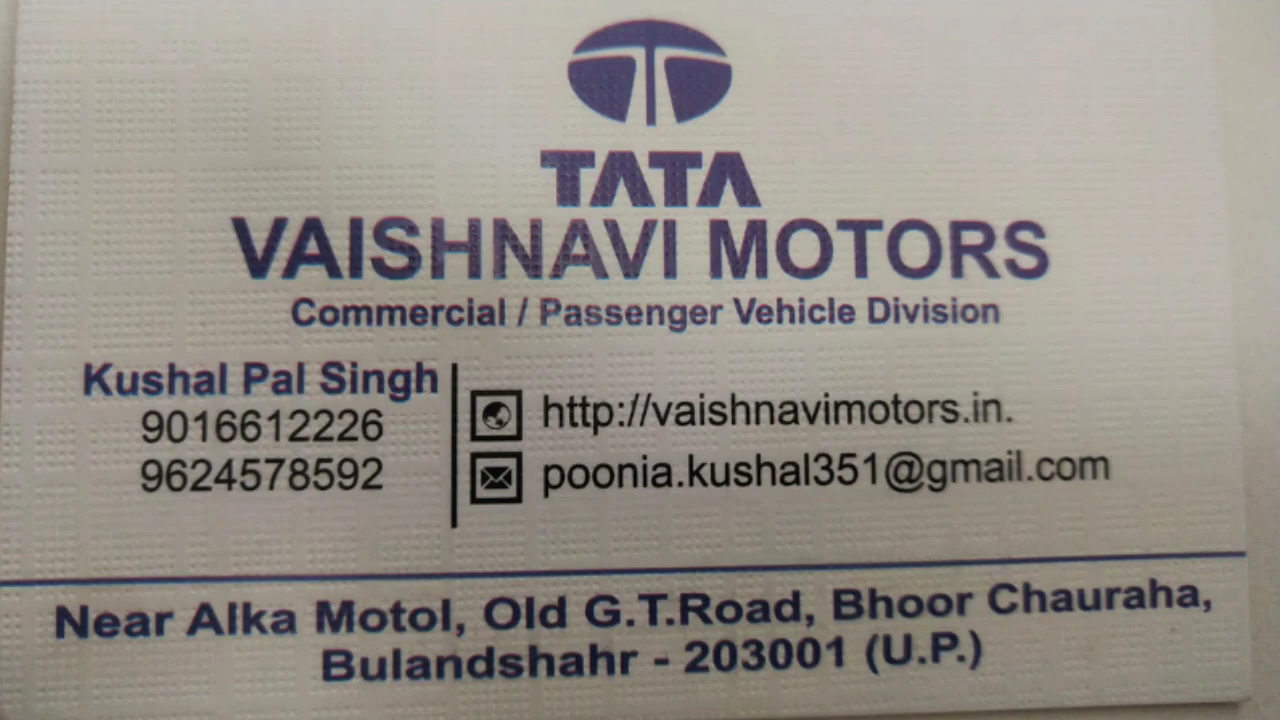 TATA
VAISHNAVI MOTORS
Commercial / Passenger Vehicle Division
Kushal Pal Singh
9016612226
9624578592
http://vaishnavimotors.in.
poonia.kushal351@gmail.com
Near Alka Motol, Old G.T.Road, Bhoor Chauraha,
Bulandshahr - 203001 (U.P.)